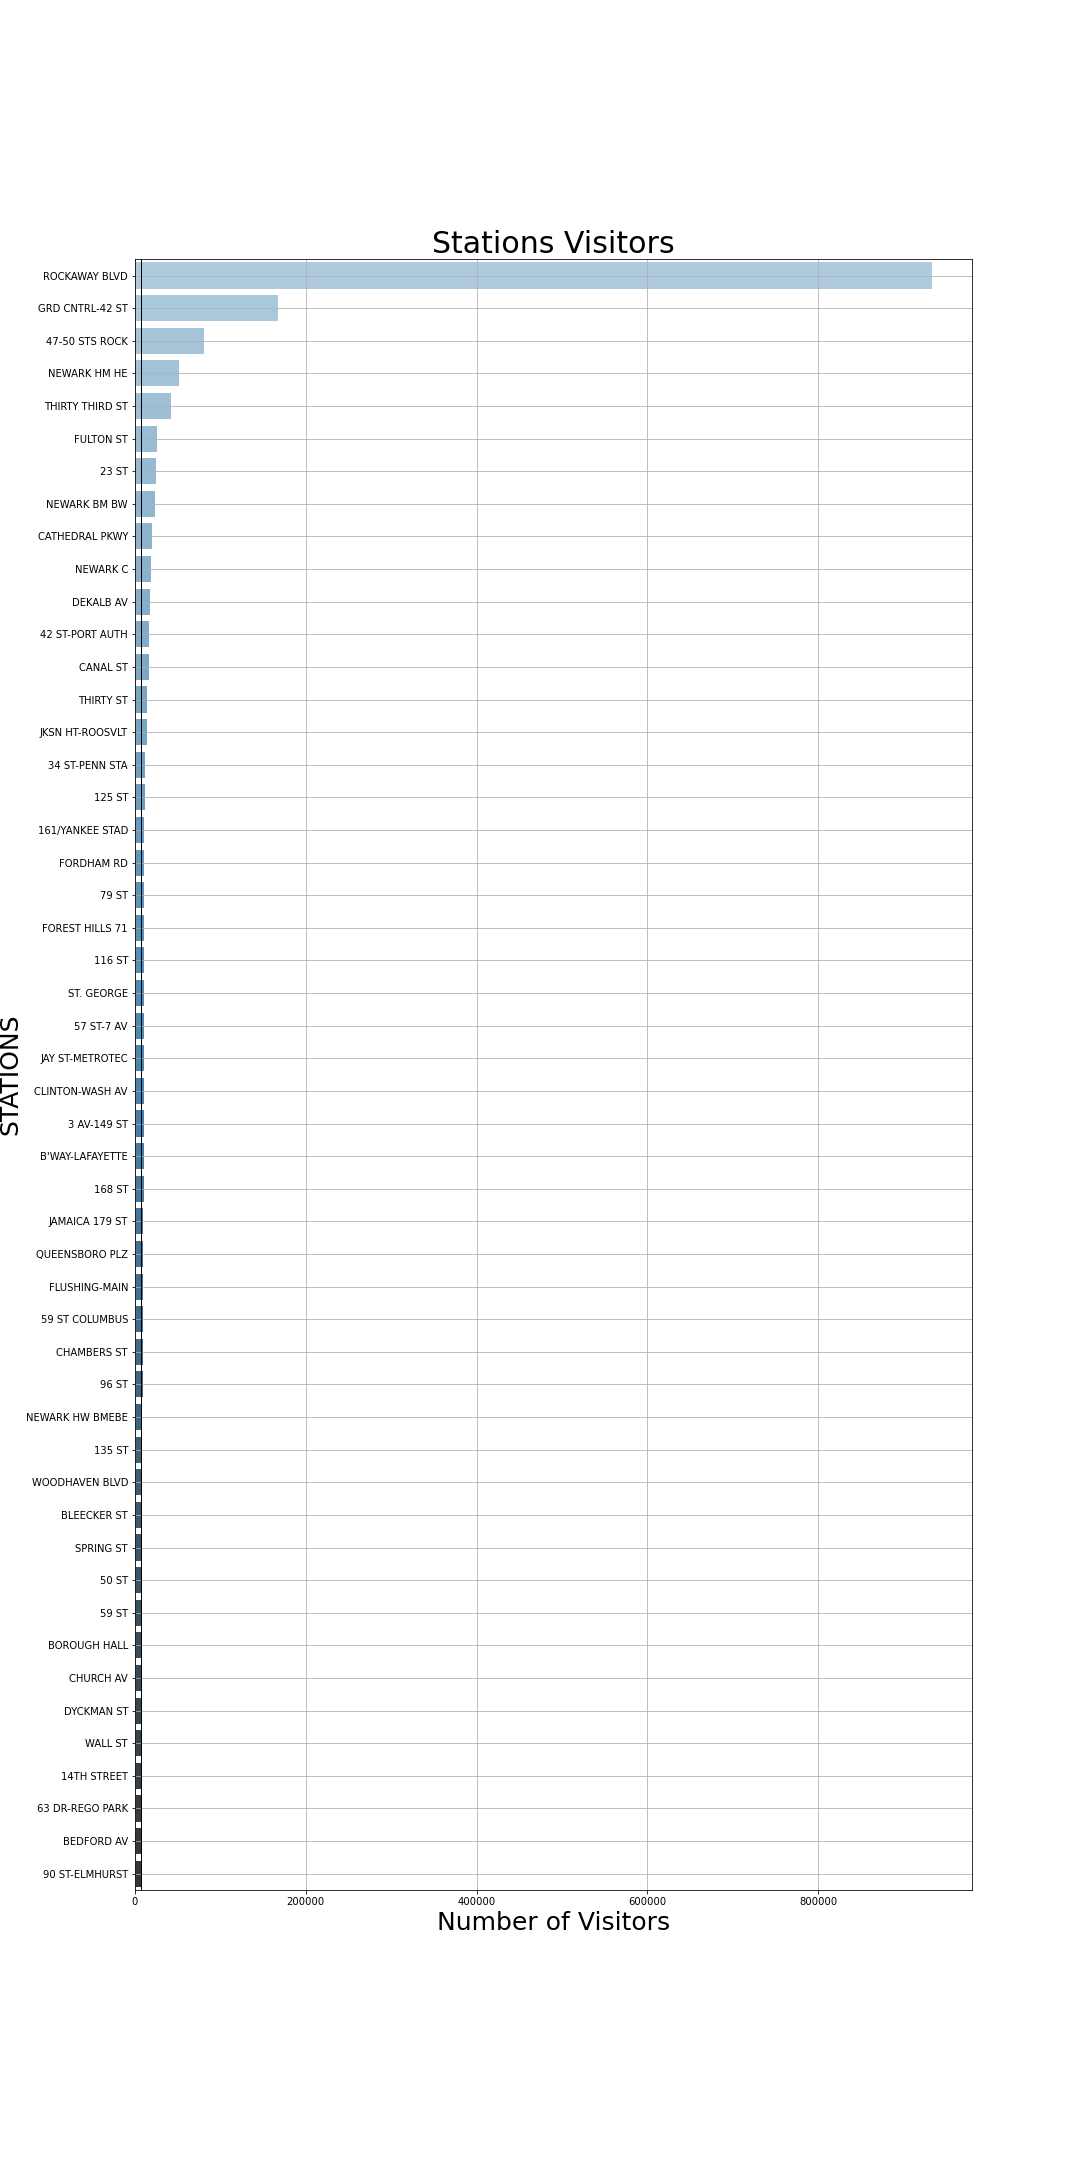 Stations Visitors
ROCKAWAY BLVD
GRD CNTRL-42 ST
47-50 STS ROCK
NEWARK HM HE
THIRTY THIRD ST
FULTON ST
23 ST
NEWARK BM BW
CATHEDRAL PKWY
NEWARK C
DEKALB AV
42 ST-PORT AUTH
CANAL ST
THIRTY ST
JKSN HT-ROOSVLT
34 ST-PENN STA
125 ST
161/YANKEE STAD
FORDHAM RD
79 ST
FOREST HILLS 71
116 ST
ST. GEORGE
57 ST-7 AV
JAY ST-METROTEC
CLINTON-WASH AV
3 AV-149 ST
B'WAY-LAFAYETTE
168 ST
JAMAICA 179 ST
QUEENSBORO PLZ
FLUSHING-MAIN
59 ST COLUMBUS
CHAMBERS ST
96 ST
NEWARK HW BMEBE
135 ST
WOODHAVEN BLVD
BLEECKER ST
SPRING ST
50 ST
59 ST
BOROUGH HALL
CHURCH AV
DYCKMAN ST
WALL ST
14TH STREET
63 DR-REGO PARK
BEDFORD AV
90 ST-ELMHURST
STATIONS
0 200000 400000 600000 800000
Number of Visitors